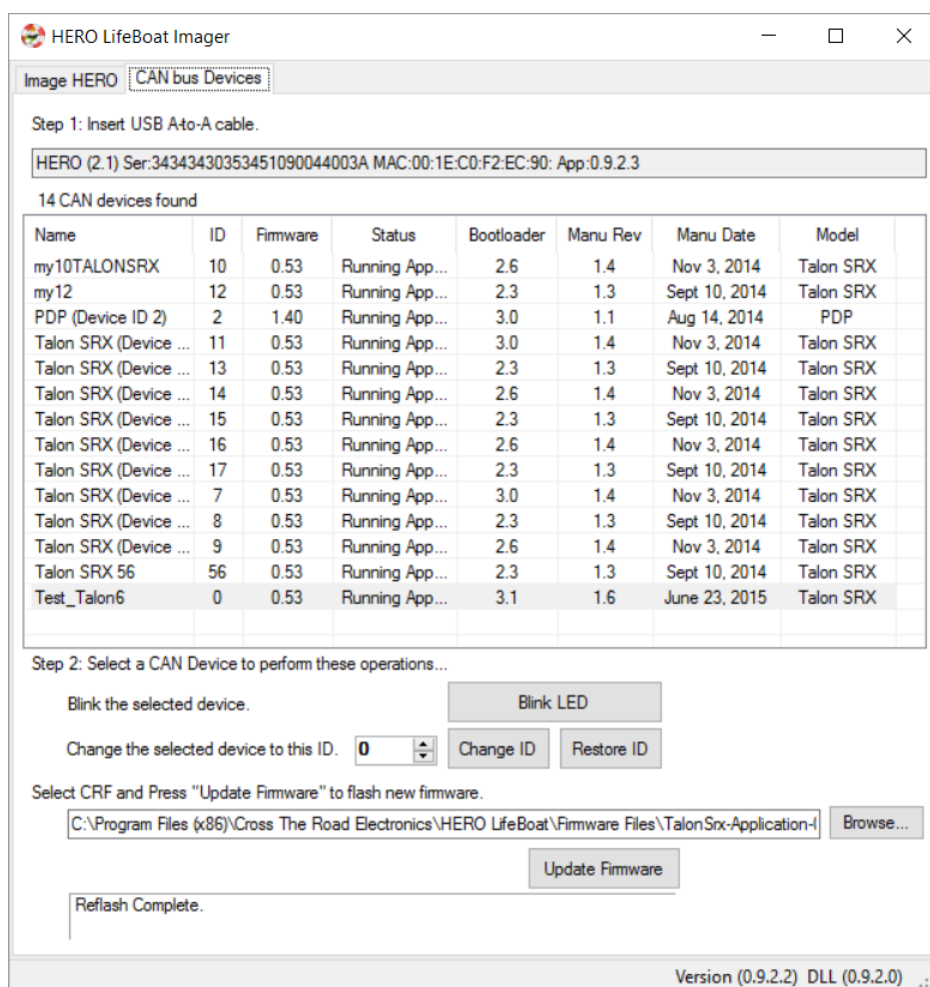 HERO LifeBoat Imager
Image HERO CAN bus Devices
Step 1: Insert USB A-to-A cable.
HERO (2.1) Ser:34343430353451090044003A MAC:00:1E:C0:F2:EC:90: App:0.9.2.3
14 CAN devices found
Name ID Firmware Status Bootloader Manu Rev Manu Date Model
my10TALONSRX 10 0.53 Running App... 2.6 1.4 Nov 3, 2014 Talon SRX
my12 12 0.53 Running App... 2.3 1.3 Sept 10, 2014 Talon SRX
PDP (Device ID 2) 2 1.40 Running App... 3.0 1.1 Aug 14, 2014 PDP
Talon SRX (Device ... 11 0.53 Running App... 3.0 1.4 Nov 3, 2014 Talon SRX
Talon SRX (Device ... 13 0.53 Running App... 2.3 1.3 Sept 10, 2014 Talon SRX
Talon SRX (Device ... 14 0.53 Running App... 2.6 1.4 Nov 3, 2014 Talon SRX
Talon SRX (Device ... 15 0.53 Running App... 2.3 1.3 Sept 10, 2014 Talon SRX
Talon SRX (Device ... 16 0.53 Running App... 2.6 1.4 Nov 3, 2014 Talon SRX
Talon SRX (Device ... 17 0.53 Running App... 2.3 1.3 Sept 10, 2014 Talon SRX
Talon SRX (Device ... 7 0.53 Running App... 3.0 1.4 Nov 3, 2014 Talon SRX
Talon SRX (Device ... 8 0.53 Running App... 2.3 1.3 Sept 10, 2014 Talon SRX
Talon SRX (Device ... 9 0.53 Running App... 2.6 1.4 Nov 3, 2014 Talon SRX
Talon SRX 56 56 0.53 Running App... 2.3 1.3 Sept 10, 2014 Talon SRX
Test_Talon6 0 0.53 Running App... 3.1 1.6 June 23, 2015 Talon SRX
Step 2: Select a CAN Device to perform these operations...
Blink the selected device. Blink LED
Change the selected device to this ID. 0 Change ID Restore ID
Select CRF and Press "Update Firmware" to flash new firmware.
C:\Program Files (x86)\Cross The Road Electronics\HERO LifeBoat\Firmware Files\TalonSrx-Application- Browse...
Update Firmware
Reflash Complete.
Version (0.9.2.2) DLL (0.9.2.0)